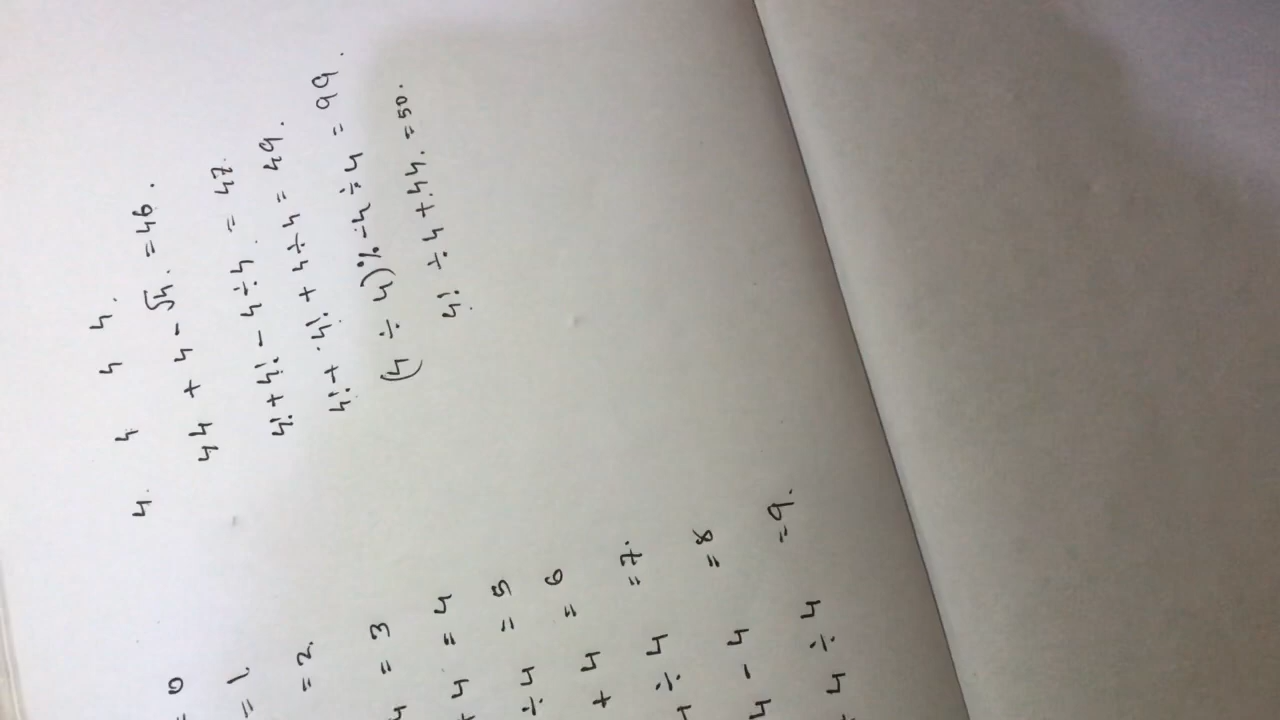 4. 4 4 4.
44 + 4 - √4. = 46.
4! + 4! - 4 ÷ 4. = 47.
4! + 4! + 4 ÷ 4 = 49.
(4 ÷ 4)% - 4 ÷ 4 = 99.
4! ÷ 4 + 44. = 50.
= 0
= 1.
= 2.
4 = 3
+ 4 = 4
÷ 4 = 5
+ 4 = 6
4 ÷ 4 = 7.
4 - 4 = 8
+ 4 ÷ 4 = 9.